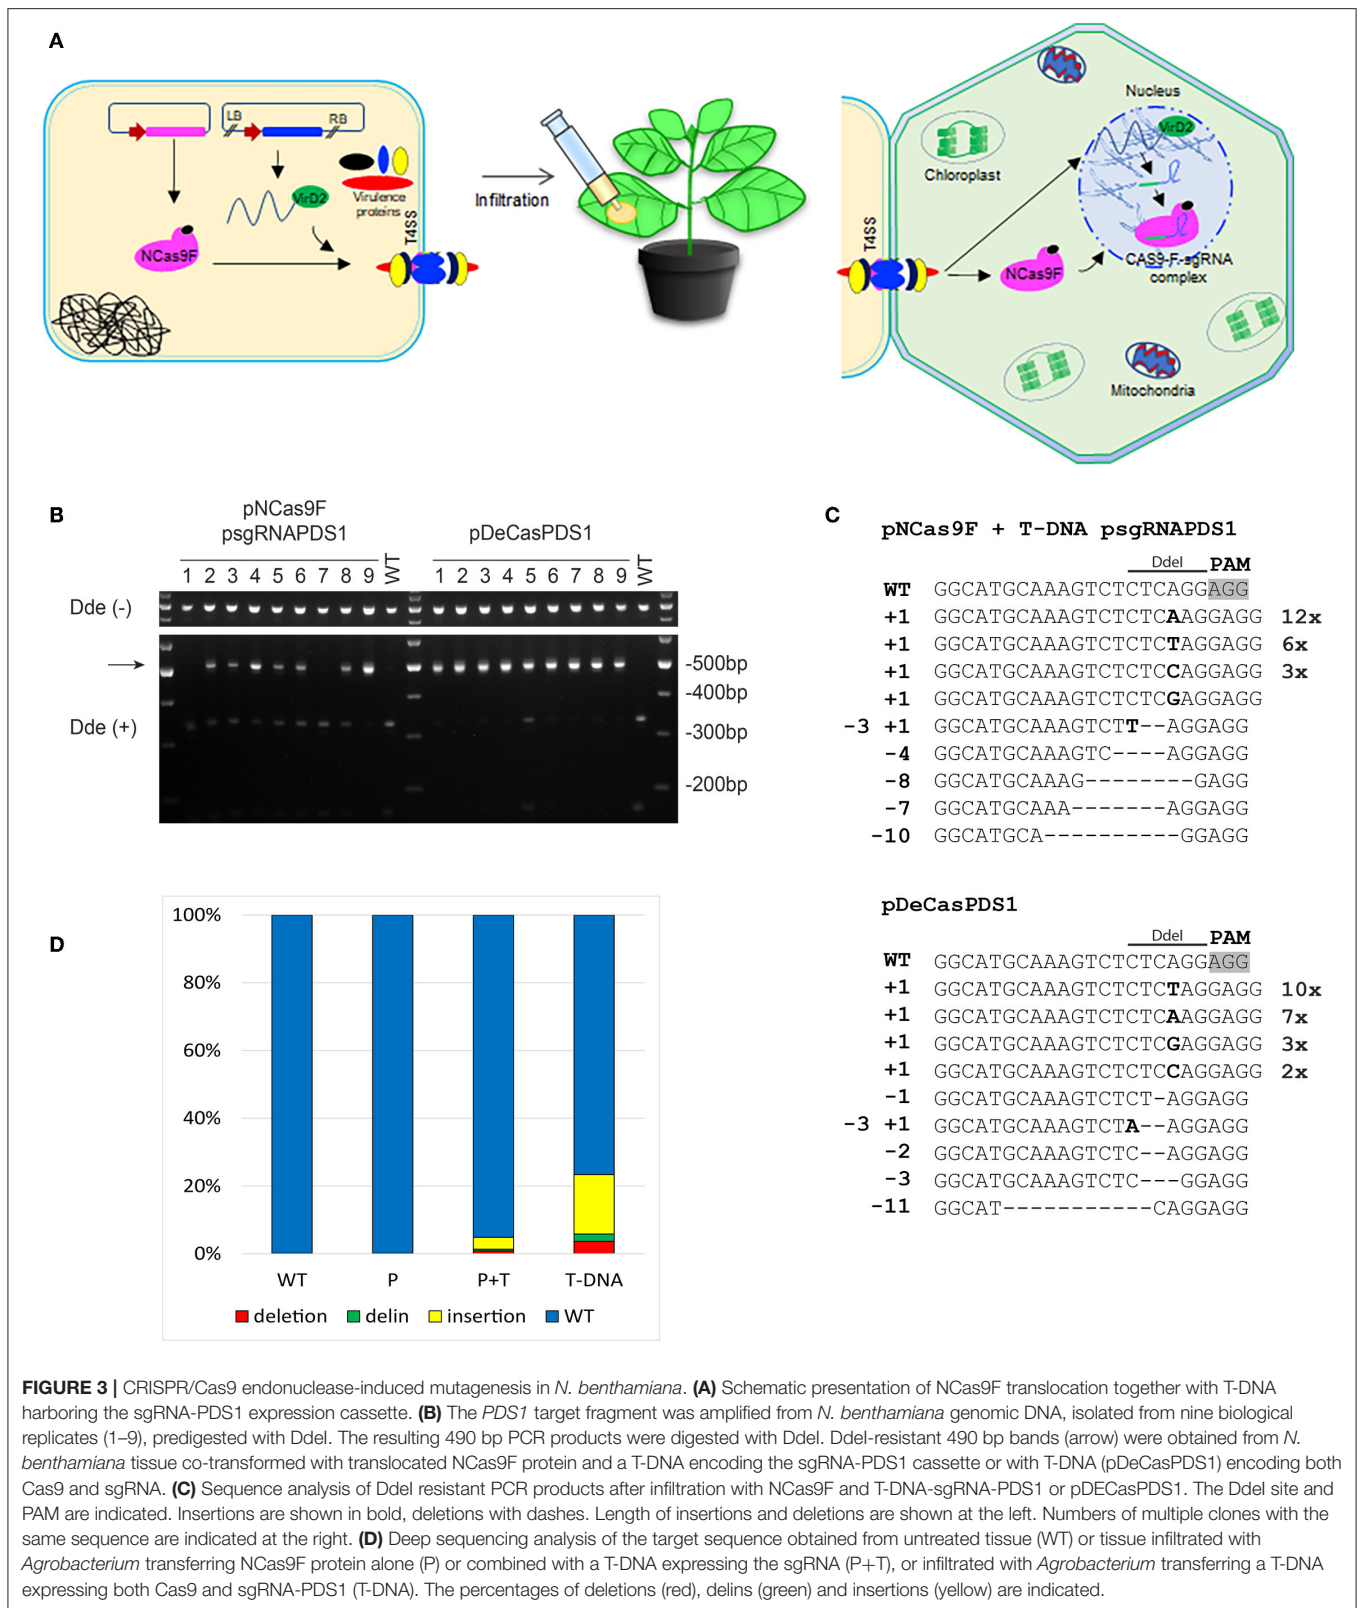 A
LB
RB
VirD2
Virulence
proteins
NCas9F
T4SS
Infiltration
T4SS
Nucleus
VirD2
Chloroplast
NCas9F
CAS9-F.-sgRNA
complex
Mitochondria
B
pNCas9F
psgRNAPDS1
pDeCasPDS1
1 2 3 4 5 6 7 8 9 WT 1 2 3 4 5 6 7 8 9 WT
Dde (-)
Dde (+)
-500bp
-400bp
-300bp
-200bp
C
pNCas9F + T-DNA psgRNAPDS1
DdeI PAM
WT GGCATGCAAAGTCTCTCAGGAGG
+1 GGCATGCAAAGTCTCTCAAGGAGG 12x
+1 GGCATGCAAAGTCTCTCTAGGAGG 6x
+1 GGCATGCAAAGTCTCTCCAGGAGG 3x
+1 GGCATGCAAAGTCTCTCGAGGAGG
-3 +1 GGCATGCAAAGTCTT--AGGAGG
-4 GGCATGCAAAGTC----AGGAGG
-8 GGCATGCAAAG--------GAGG
-7 GGCATGCAAA-------AGGAGG
-10 GGCATGCA----------GGAGG
pDeCasPDS1
DdeI PAM
WT GGCATGCAAAGTCTCTCAGGAGG
+1 GGCATGCAAAGTCTCTCTAGGAGG 10x
+1 GGCATGCAAAGTCTCTCAAGGAGG 7x
+1 GGCATGCAAAGTCTCTCGAGGAGG 3x
+1 GGCATGCAAAGTCTCTCCAGGAGG 2x
-1 GGCATGCAAAGTCTCT-AGGAGG
-3 +1 GGCATGCAAAGTCTA--AGGAGG
-2 GGCATGCAAAGTCTC--AGGAGG
-3 GGCATGCAAAGTCTC---GGAGG
-11 GGCAT-----------CAGGAGG
D
100%
80%
60%
40%
20%
0%
WT P P+T T-DNA
deletion delin insertion WT
FIGURE 3 | CRISPR/Cas9 endonuclease-induced mutagenesis in N. benthamiana. (A) Schematic presentation of NCas9F translocation together with T-DNA
harboring the sgRNA-PDS1 expression cassette. (B) The PDS1 target fragment was amplified from N. benthamiana genomic DNA, isolated from nine biological
replicates (1–9), predigested with DdeI. The resulting 490 bp PCR products were digested with DdeI. DdeI-resistant 490 bp bands (arrow) were obtained from N.
benthamiana tissue co-transformed with translocated NCas9F protein and a T-DNA encoding the sgRNA-PDS1 cassette or with T-DNA (pDeCasPDS1) encoding both
Cas9 and sgRNA. (C) Sequence analysis of DdeI resistant PCR products after infiltration with NCas9F and T-DNA-sgRNA-PDS1 or pDECasPDS1. The DdeI site and
PAM are indicated. Insertions are shown in bold, deletions with dashes. Length of insertions and deletions are shown at the left. Numbers of multiple clones with the
same sequence are indicated at the right. (D) Deep sequencing analysis of the target sequence obtained from untreated tissue (WT) or tissue infiltrated with
Agrobacterium transferring NCas9F protein alone (P) or combined with a T-DNA expressing the sgRNA (P+T), or infiltrated with Agrobacterium transferring a T-DNA
expressing both Cas9 and sgRNA-PDS1 (T-DNA). The percentages of deletions (red), delins (green) and insertions (yellow) are indicated.